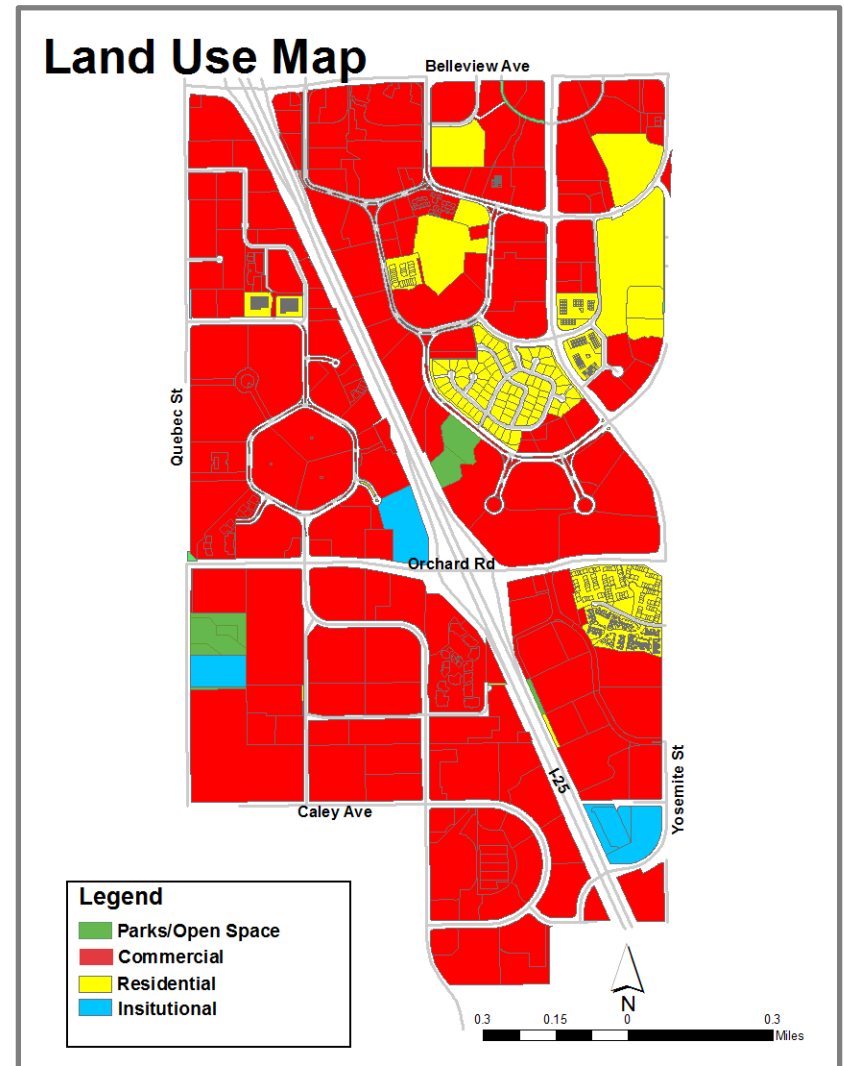 Land Use Map
Belleview Ave
Quebec St
Orchard Rd
I-25
Yosemite St
Caley Ave
Legend
Parks/Open Space
Commercial
Residential
Insitutional
N
0.3 0.15 0 0.3
Miles